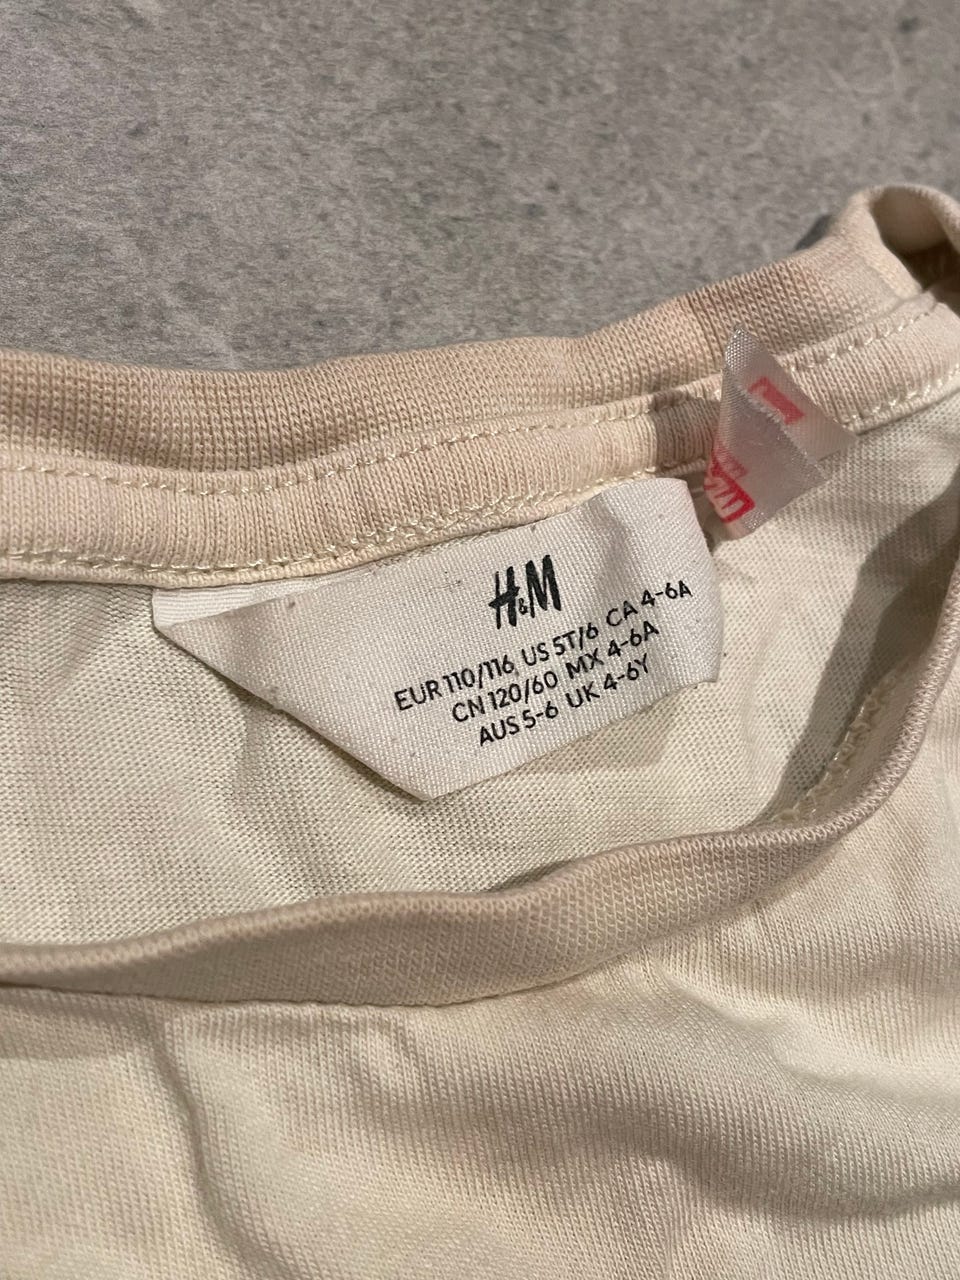 H&M
EUR 110/116 US 5T/6 CA 4-6A
CN 120/60 MX 4-6A
AUS 5-6 UK 4-6Y